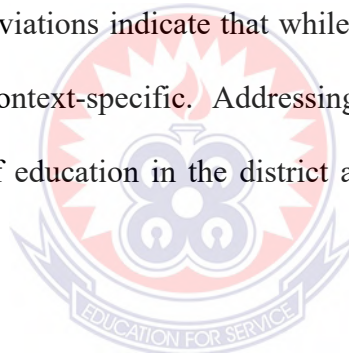 viations indicate that while
ontext-specific. Addressing
f education in the district a
EDUCATION FOR SERVICE